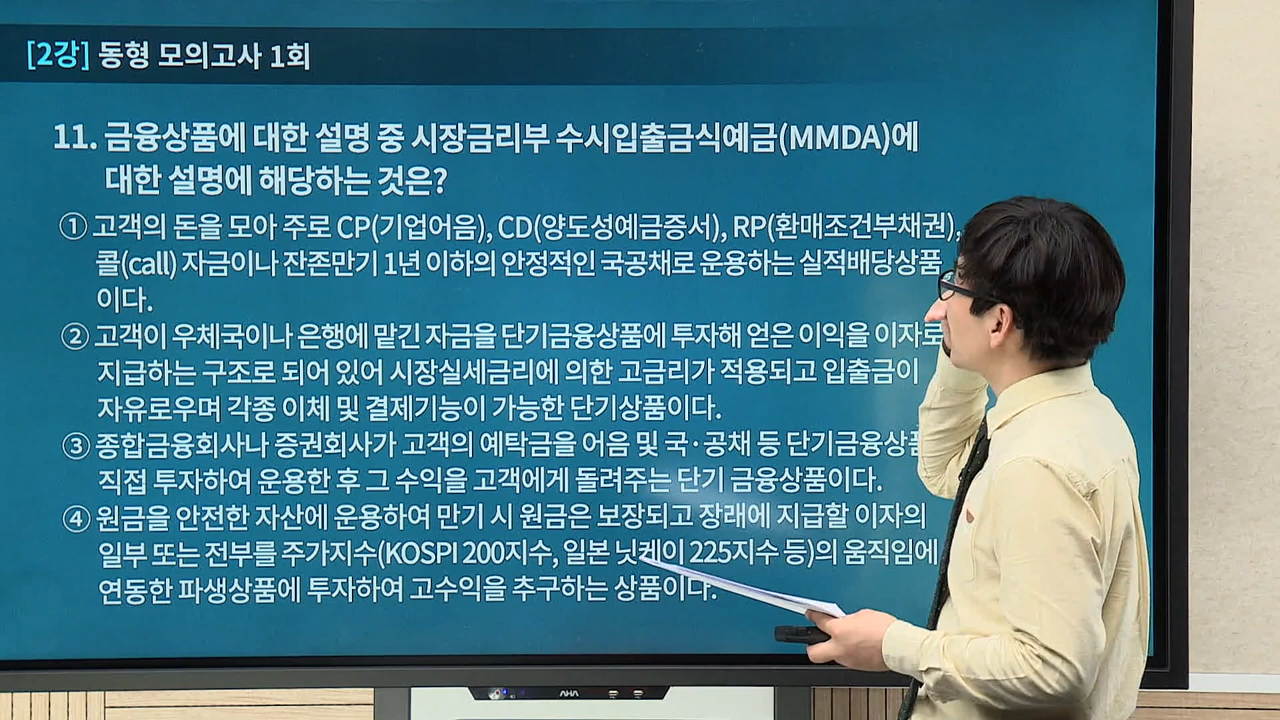 [2강] 동형 모의고사 1회
11. 금융상품에 대한 설명 중 시장금리부 수시입출금식예금(MMDA)에
대한 설명에 해당하는 것은?
① 고객의 돈을 모아 주로 CP(기업어음), CD(양도성예금증서), RP(환매조건부채권),
콜(call) 자금이나 잔존만기 1년 이하의 안정적인 국공채로 운용하는 실적배당상품
이다.
② 고객이 우체국이나 은행에 맡긴 자금을 단기금융상품에 투자해 얻은 이익을 이자로
지급하는 구조로 되어 있어 시장실세금리에 의한 고금리가 적용되고 입출금이
자유로우며 각종 이체 및 결제기능이 가능한 단기상품이다.
③ 종합금융회사나 증권회사가 고객의 예탁금을 어음 및 국·공채 등 단기금융상품
직접 투자하여 운용한 후 그 수익을 고객에게 돌려주는 단기 금융상품이다.
④ 원금을 안전한 자산에 운용하여 만기 시 원금은 보장되고 장래에 지급할 이자의
일부 또는 전부를 주가지수(KOSPI 200지수, 일본 닛케이 225지수 등)의 움직임에
연동한 파생상품에 투자하여 고수익을 추구하는 상품이다.
AHA